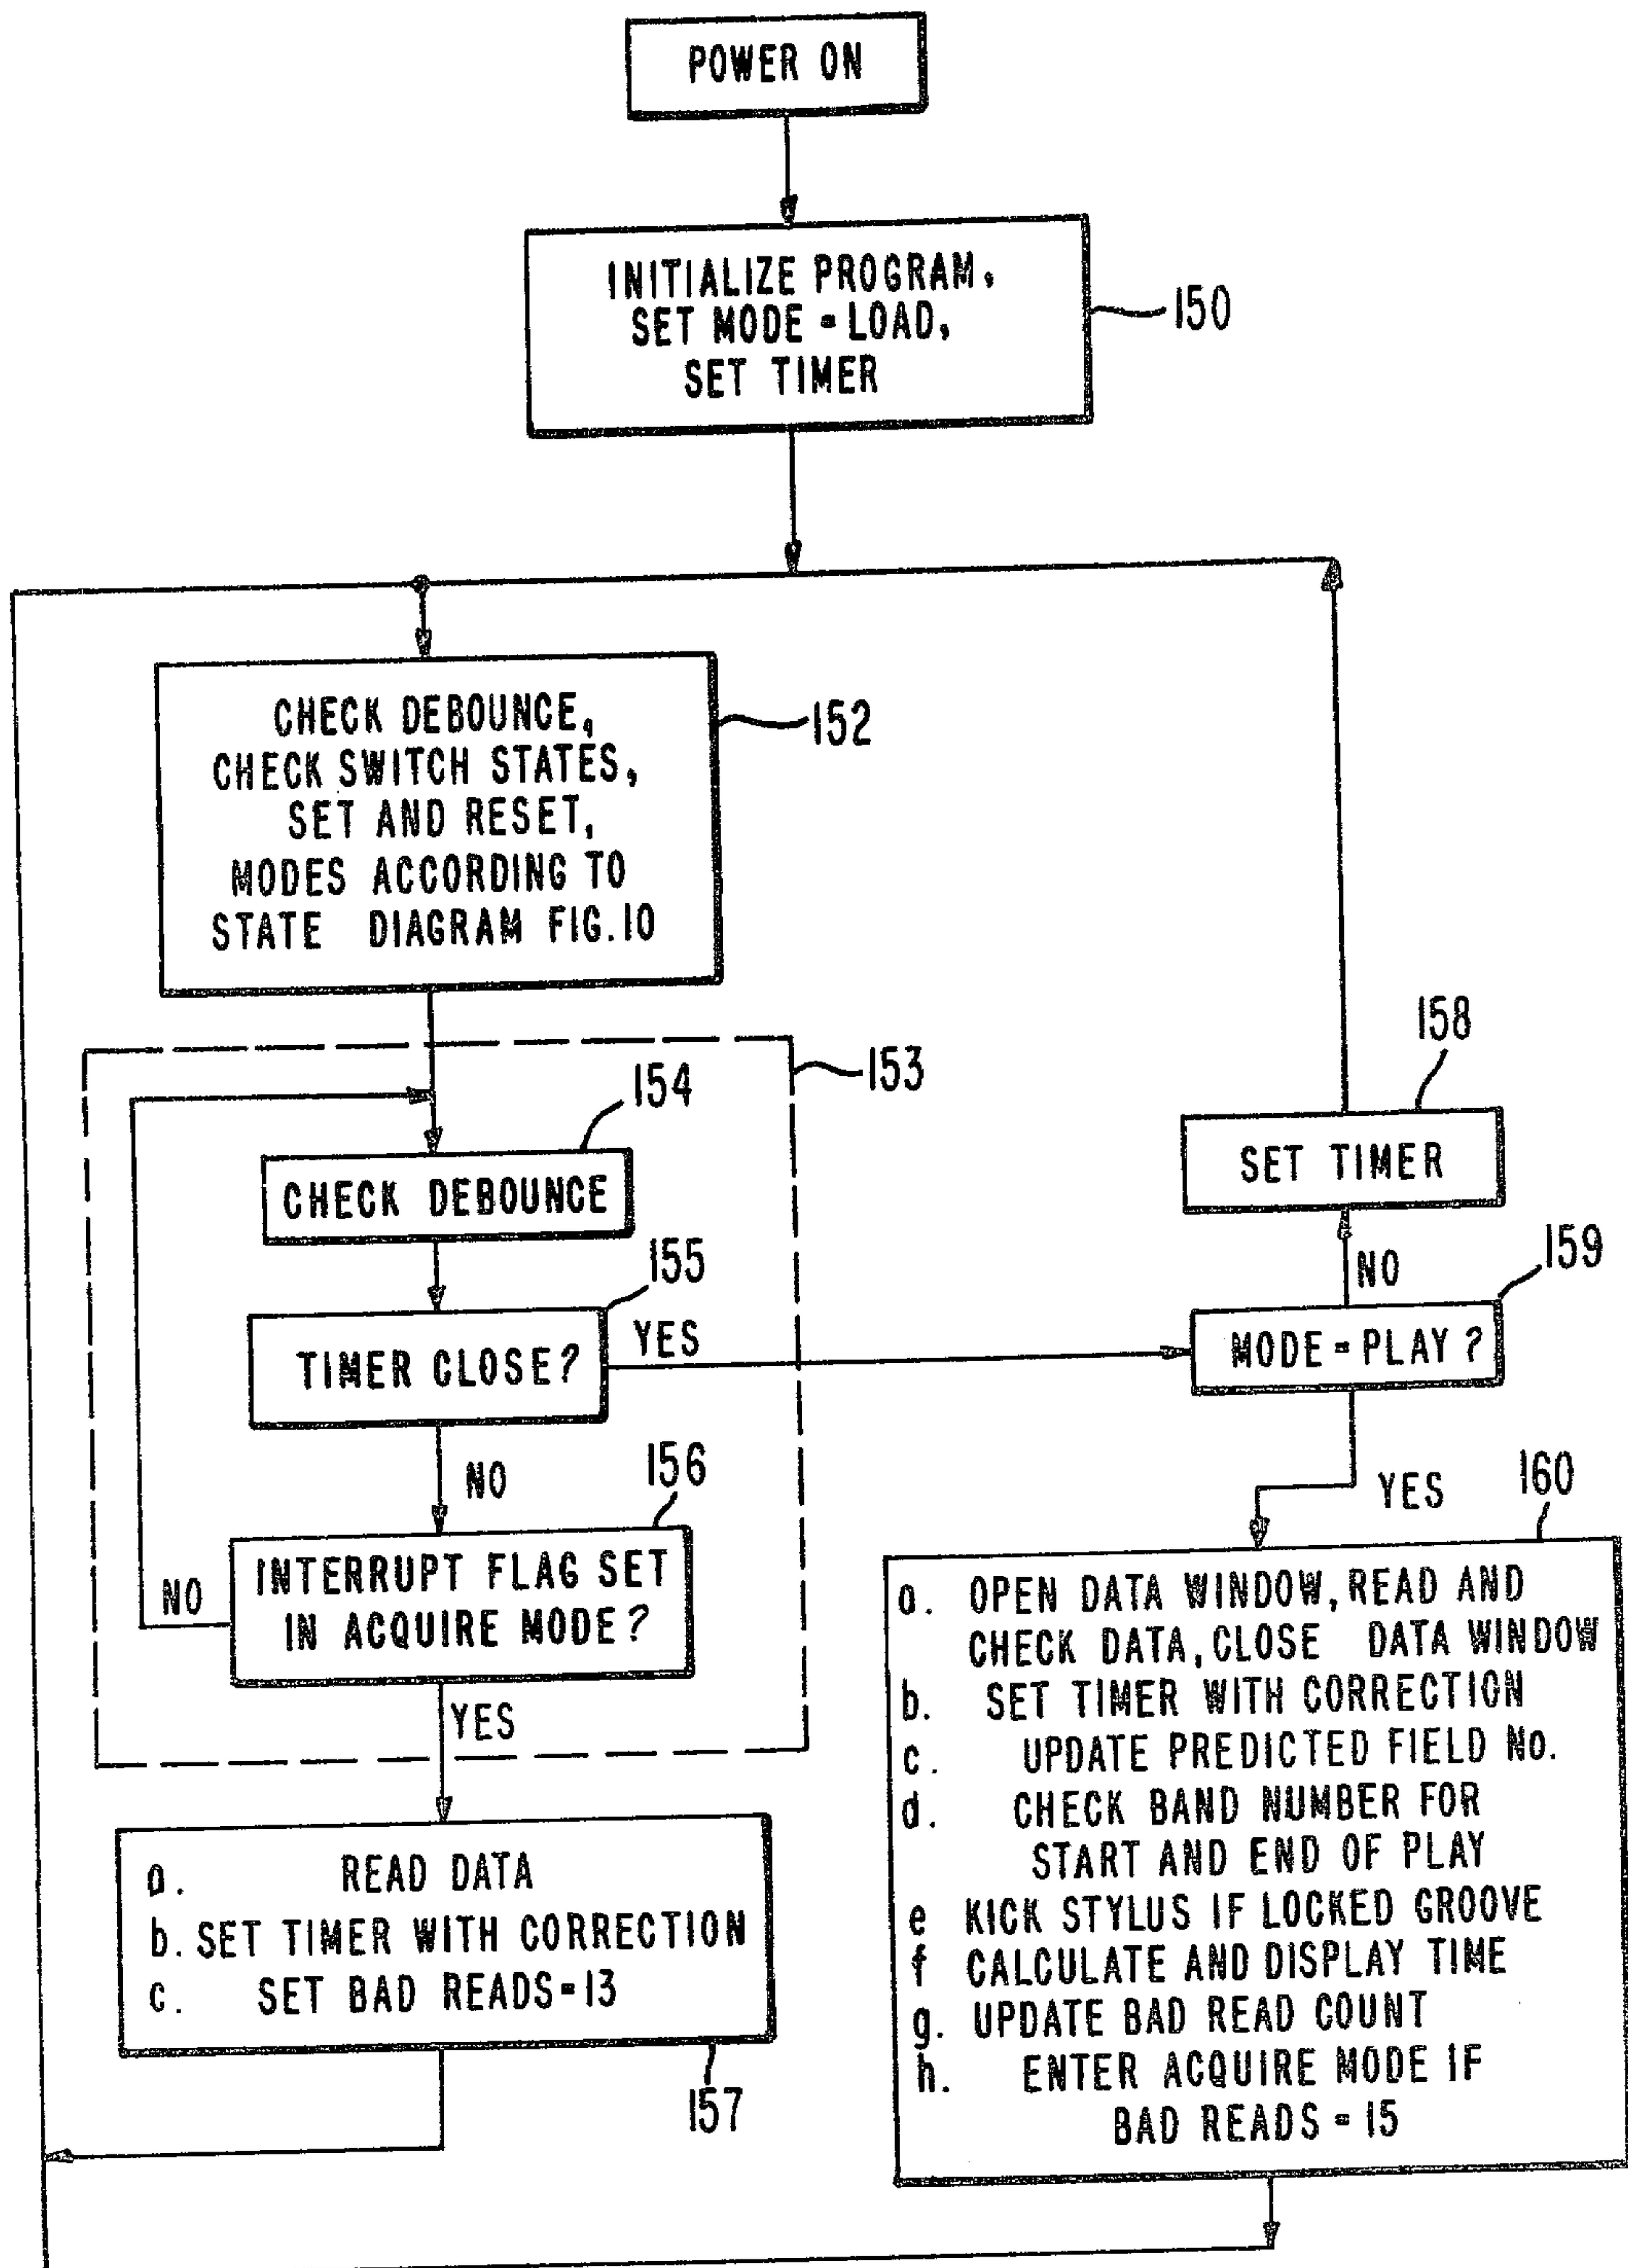 POWER ON
INITIALIZE PROGRAM,
SET MODE = LOAD,
SET TIMER
150
CHECK DEBOUNCE,
CHECK SWITCH STATES,
SET AND RESET,
MODES ACCORDING TO
STATE DIAGRAM FIG.10
152
153
154
CHECK DEBOUNCE
155
TIMER CLOSE?
YES
NO
156
INTERRUPT FLAG SET
IN ACQUIRE MODE?
NO
YES
a. READ DATA
b. SET TIMER WITH CORRECTION
c. SET BAD READS=13
157
158
SET TIMER
NO
159
MODE = PLAY?
YES
160
a. OPEN DATA WINDOW, READ AND
CHECK DATA, CLOSE DATA WINDOW
b. SET TIMER WITH CORRECTION
c. UPDATE PREDICTED FIELD No.
d. CHECK BAND NUMBER FOR
START AND END OF PLAY
e KICK STYLUS IF LOCKED GROOVE
f CALCULATE AND DISPLAY TIME
g. UPDATE BAD READ COUNT
h. ENTER ACQUIRE MODE IF
BAD READS = 15